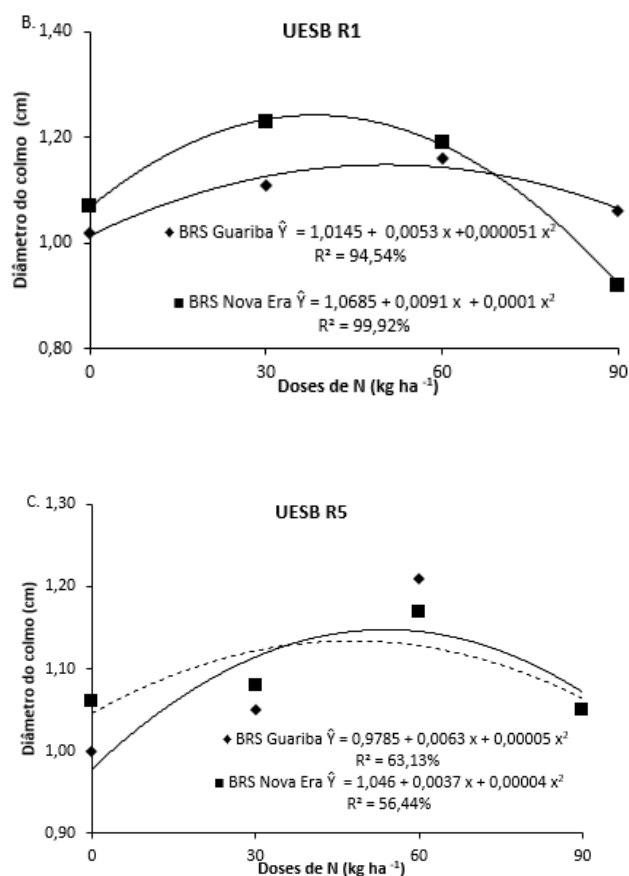 B.
UESB R1
1,40
1,20
1,00
0,80
Diâmetro do colmo (cm)
BRS Guariba Ŷ = 1,0145 + 0,0053 x +0,000051 x²
R² = 94,54%
BRS Nova Era Ŷ = 1,0685 + 0,0091 x + 0,0001 x²
R² = 99,92%
0 30 60 90
Doses de N (kg ha ⁻¹)
C.
UESB R5
1,30
1,20
1,10
1,00
0,90
Diâmetro do colmo (cm)
BRS Guariba Ŷ = 0,9785 + 0,0063 x + 0,00005 x²
R² = 63,13%
BRS Nova Era Ŷ = 1,046 + 0,0037 x + 0,00004 x²
R² = 56,44%
0 30 60 90
Doses de N (kg ha ⁻¹)